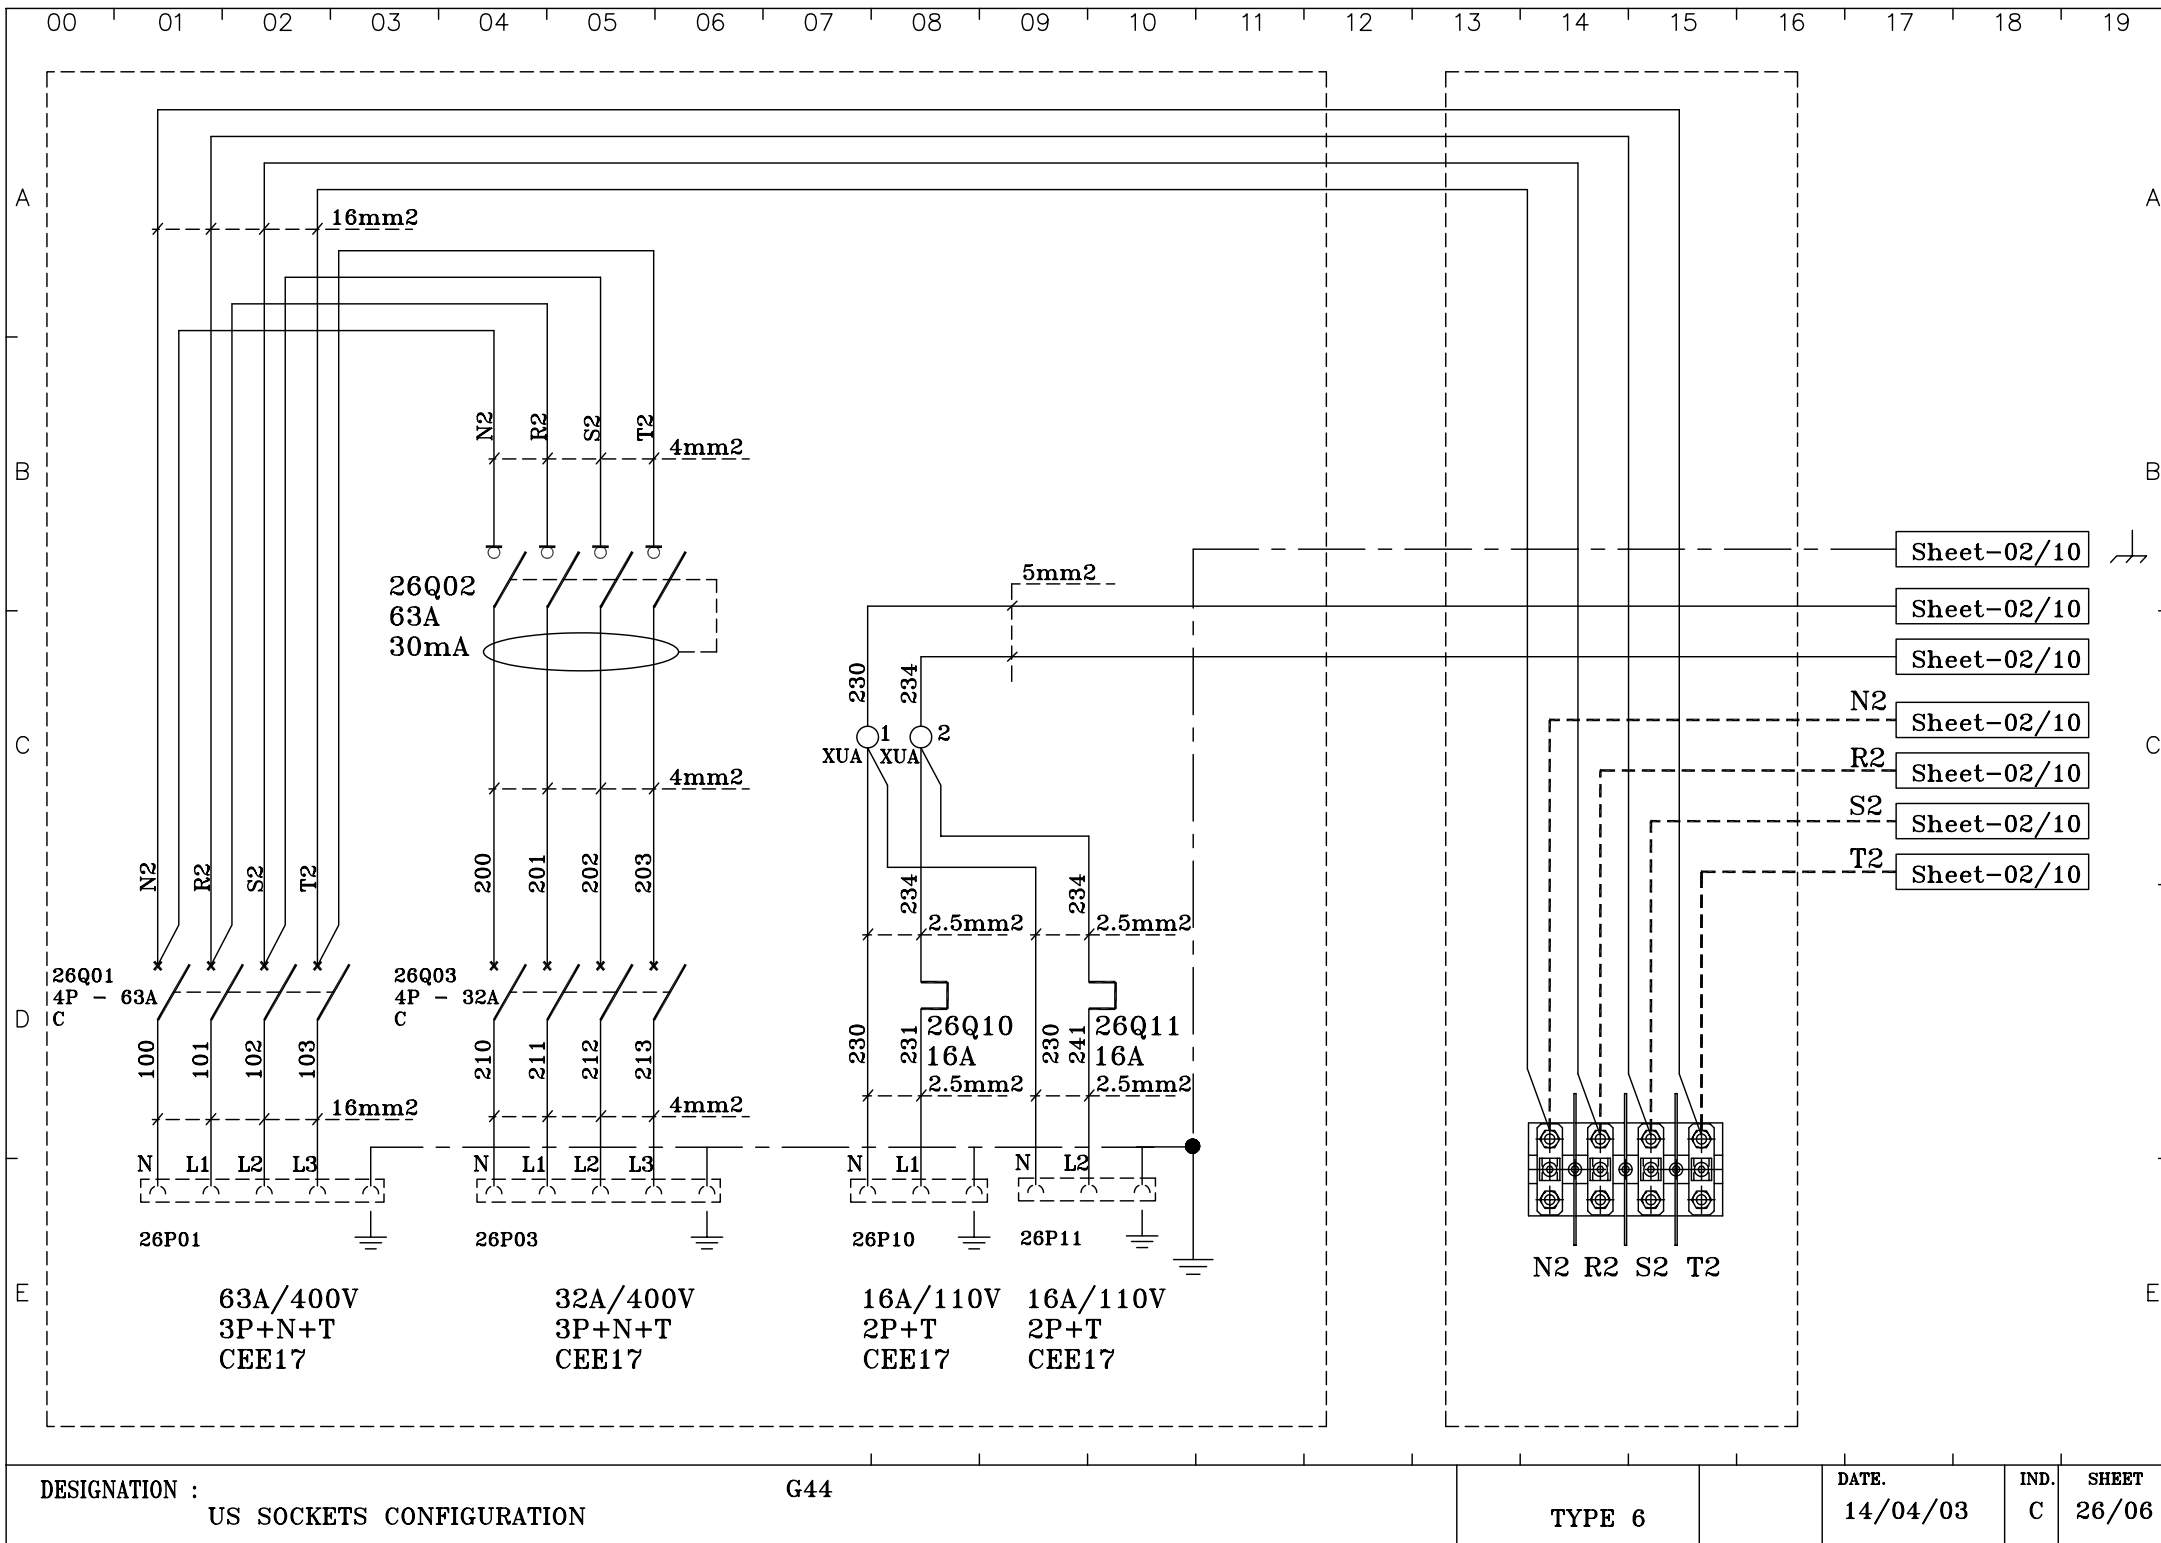 00 01 02 03 04 05 06 07 08 09 10 11 12 13 14 15 16 17 18 19
A A
16mm2
N2 R2 S2 T2
4mm2
B B
Sheet-02/10
5mm2
26Q02
63A
30mA
Sheet-02/10
Sheet-02/10
230 234
N2
Sheet-02/10
1 2
XUA XUA
C C
R2
Sheet-02/10
4mm2
S2
Sheet-02/10
T2
Sheet-02/10
N2 R2 S2 T2
200 201 202 203
234 234
2.5mm2 2.5mm2
26Q01
4P - 63A
C
26Q03
4P - 32A
C
D
26Q10
16A
26Q11
16A
100 101 102 103
210 211 212 213
230 231 230 241
2.5mm2 2.5mm2
16mm2 4mm2
N L1 L2 L3
N L1 L2 L3
N L1
N L2
26P01 26P03 26P10 26P11
N2 R2 S2 T2
E E
63A/400V
3P+N+T
CEE17
32A/400V
3P+N+T
CEE17
16A/110V
2P+T
CEE17
16A/110V
2P+T
CEE17
DESIGNATION :
US SOCKETS CONFIGURATION
G44
TYPE 6
DATE.
14/04/03
IND.
C
SHEET
26/06